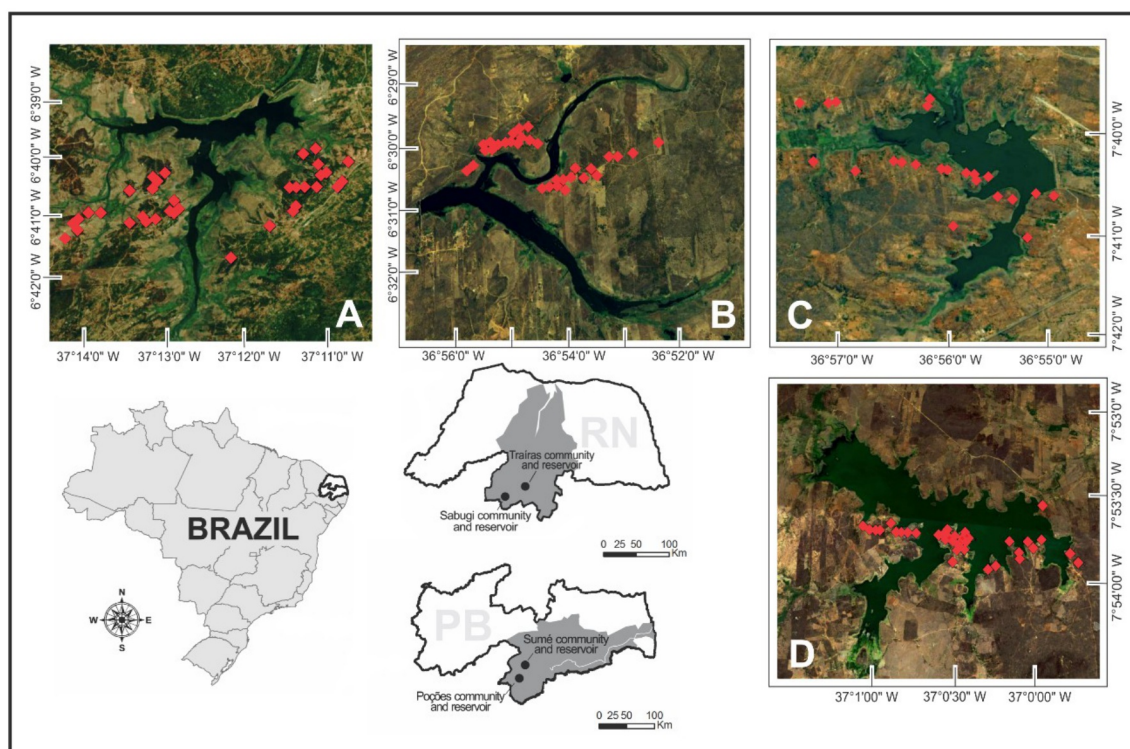 6°39'0" W
6°40'0" W
6°41'0" W
6°42'0" W
A
37°14'0" W
37°13'0" W
37°12'0" W
37°11'0" W
6°29'0" W
6°30'0" W
6°31'0" W
6°32'0" W
B
36°56'0" W
36°54'0" W
36°52'0" W
7°40'0" W
7°41'0" W
7°42'0" W
C
36°57'0" W
36°56'0" W
36°55'0" W
BRAZIL
N
W
E
S
RN
Traíras community
and reservoir
Sabugi community
and reservoir
0 25 50 100
Km
PB
Sumé community
and reservoir
Poções community
and reservoir
0 25 50 100
Km
7°53'0" W
7°53'30" W
7°54'0" W
D
37°1'0" W
37°0'30" W
37°0'0" W